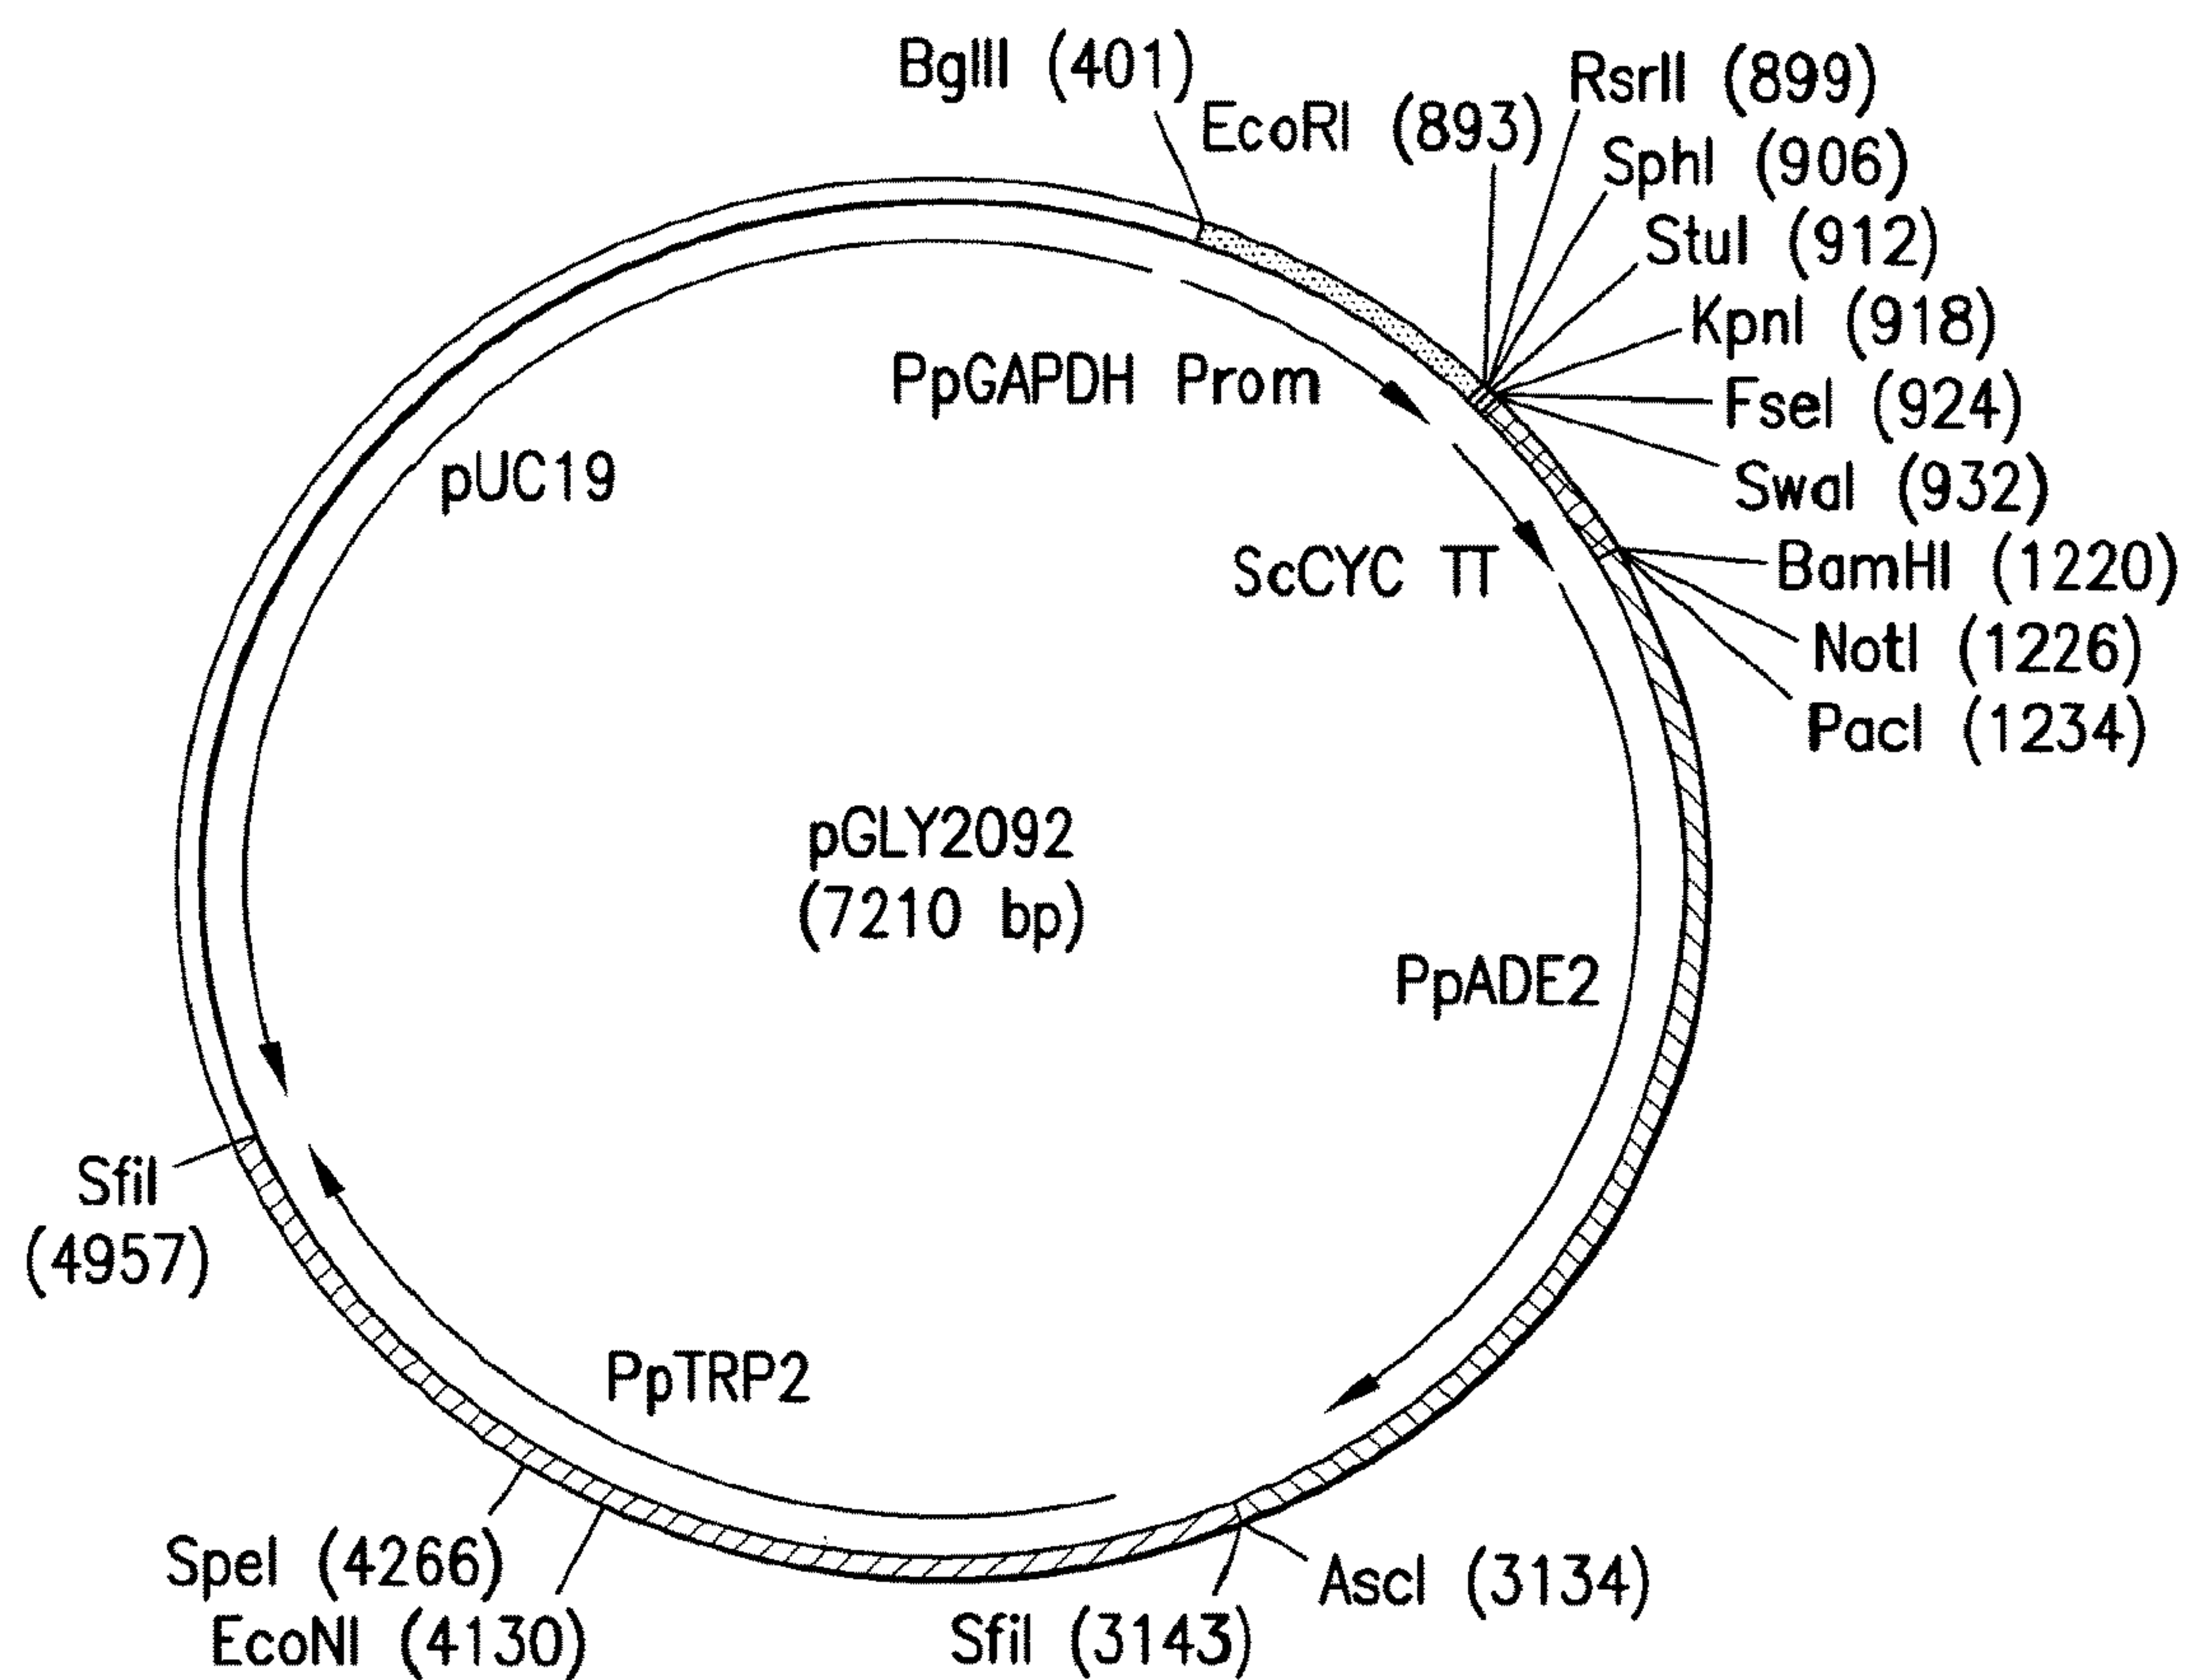 BglII (401)
EcoRI (893)
RsrII (899)
SphI (906)
StuI (912)
KpnI (918)
FseI (924)
SwaI (932)
BamHI (1220)
NotI (1226)
PacI (1234)
PpGAPDH Prom
pUC19
ScCYC TT
pGLY2092
(7210 bp)
PpADE2
SfiI
(4957)
PpTRP2
SpeI (4266)
EcoNI (4130)
SfiI (3143)
AscI (3134)